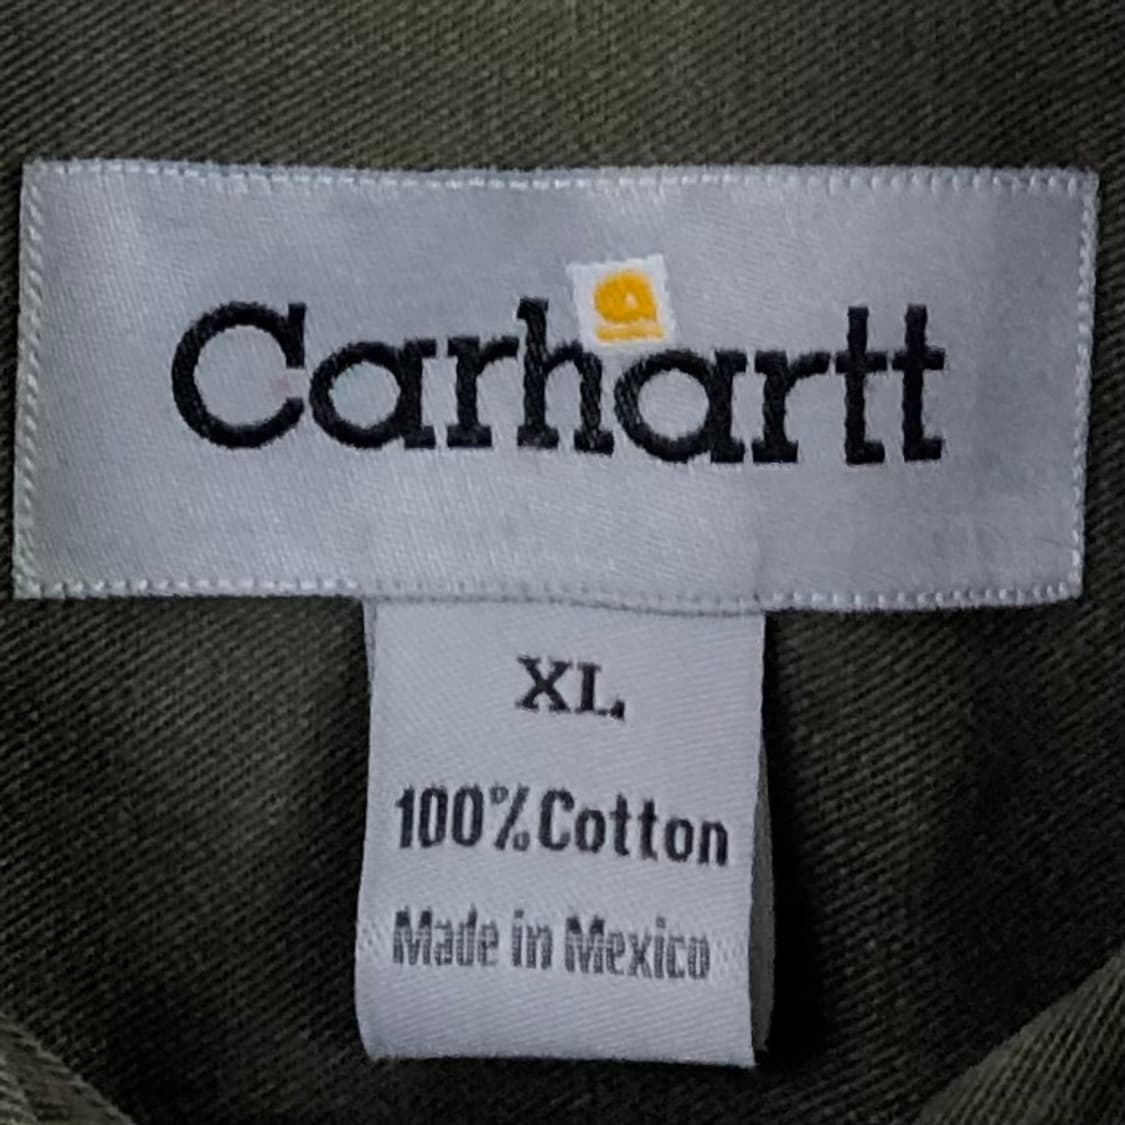 Carhartt
XL
100% Cotton
Made in Mexico